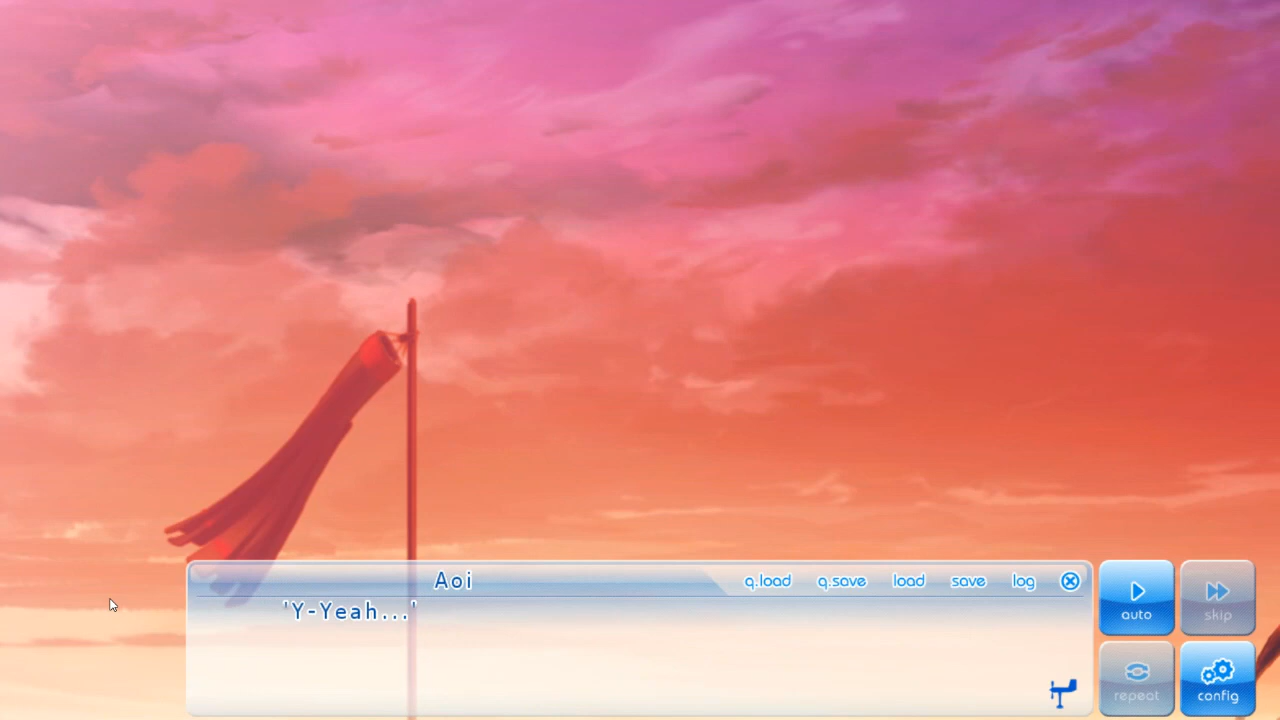 Aoi
q.load q.save load save log
'Y-Yeah...'
auto
skip
repeat
config